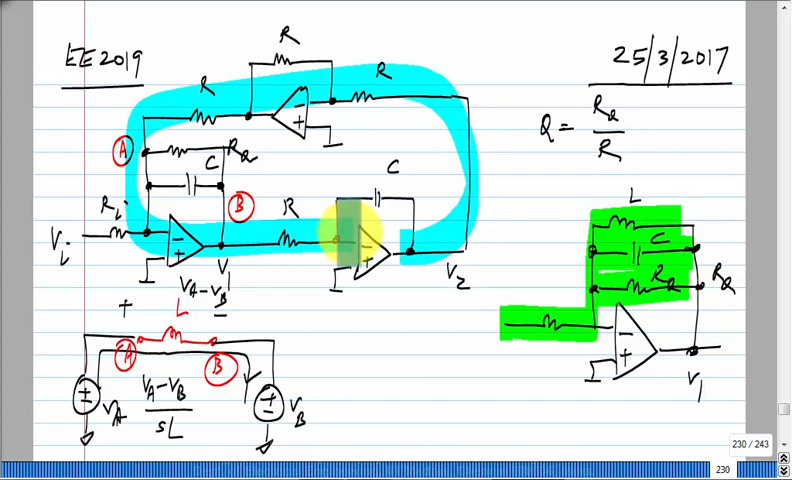 EE2019
25/3/2017
R
R
R
Q = R_Q / R
A
R_Q
C
C
L
R_i
B
R
C
V_i
R_Q
R_Q
V_1
V_2
V_A-V_B
+
L
-
+
A
B
V_1
V_A
V_A-V_B
sL
V_B
230 / 243
230